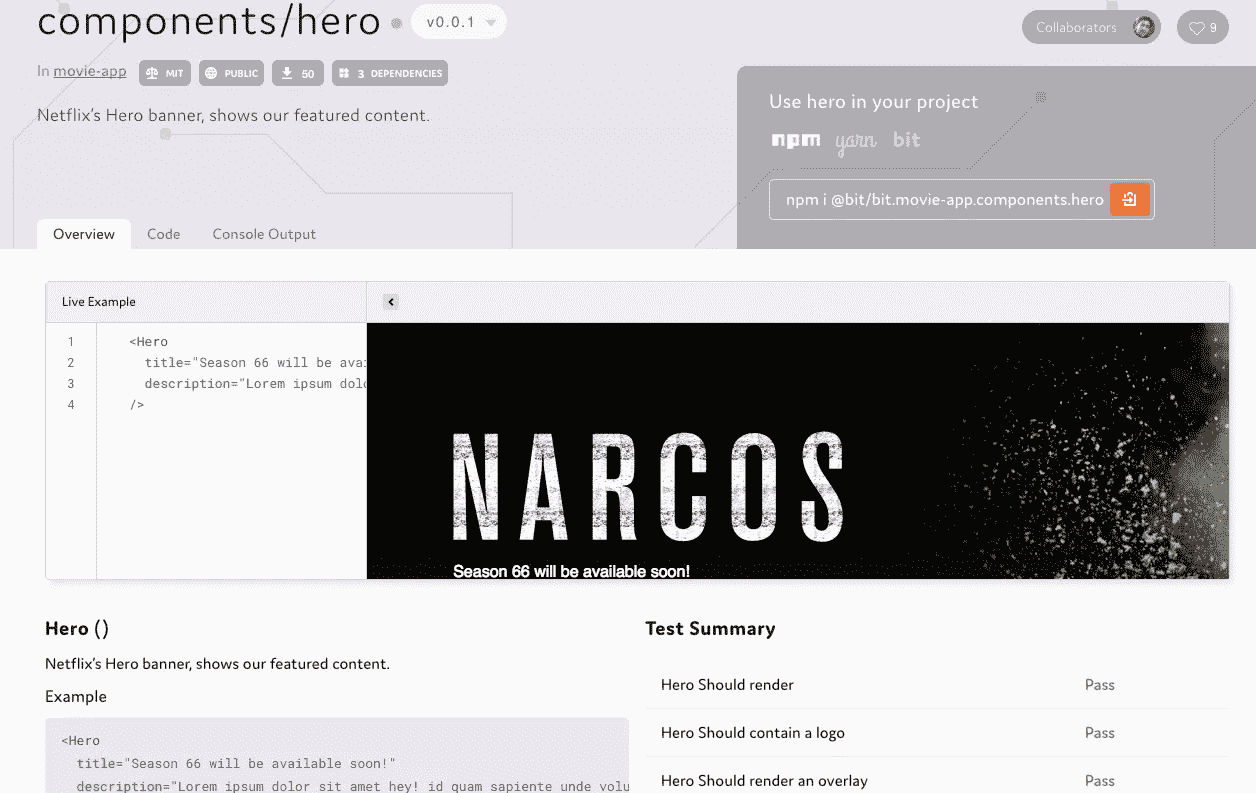 components/hero
v0.0.1
Collaborators
9
In movie-app
MIT
PUBLIC
50
3 DEPENDENCIES
Netflix's Hero banner, shows our featured content.
Use hero in your project
npm yarn bit
npm i @bit/bit.movie-app.components.hero
Overview
Code
Console Output
Live Example
1 <Hero
2 title="Season 66 will be avai
3 description="Lorem ipsum dolo
4 />
NARCOS
Season 66 will be available soon!
Hero ()
Netflix's Hero banner, shows our featured content.
Example
<Hero
title="Season 66 will be available soon!"
description="Lorem ipsum dolor sit amet hey! id quam sapiente unde volu
Test Summary
Hero Should render Pass
Hero Should contain a logo Pass
Hero Should render an overlay Pass